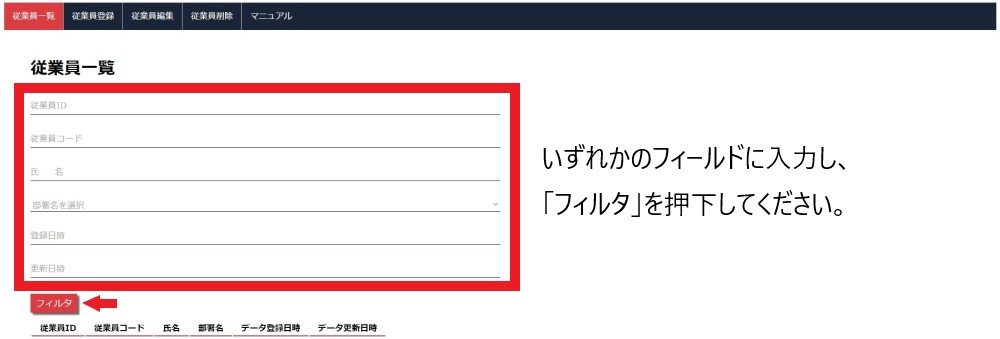 従業員一覧 従業員登録 従業員編集 従業員削除 マニュアル
従業員一覧
従業員ID
従業員コード
氏　名
部署名を選択
登録日時
更新日時
いずれかのフィールドに入力し、
「フィルタ」を押下してください。
フィルタ
従業員ID 従業員コード 氏名 部署名 データ登録日時 データ更新日時